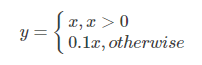 y = { x, x > 0
0.1x, otherwise